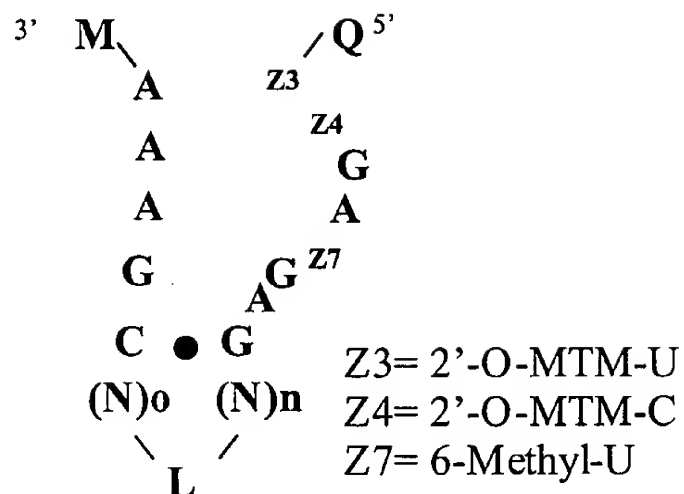 3’ M Q 5’
A Z3
A Z4
G
A A
G G Z7
A
C ● G Z3= 2’-O-MTM-U
(N)o (N)n Z4= 2’-O-MTM-C
Z7= 6-Methyl-U
L